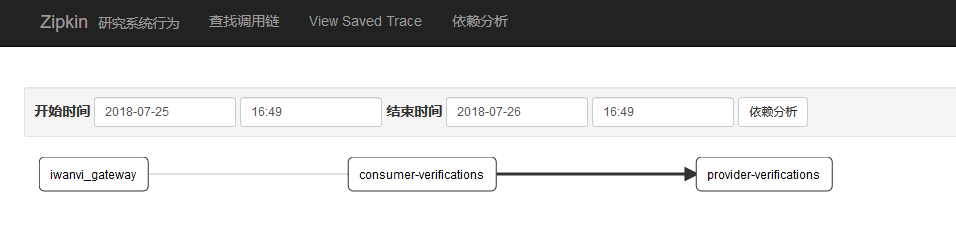 Zipkin 研究系统行为 查找调用链 View Saved Trace 依赖分析
开始时间 2018-07-25 16:49 结束时间 2018-07-26 16:49 依赖分析
iwanvi_gateway consumer-verifications provider-verifications